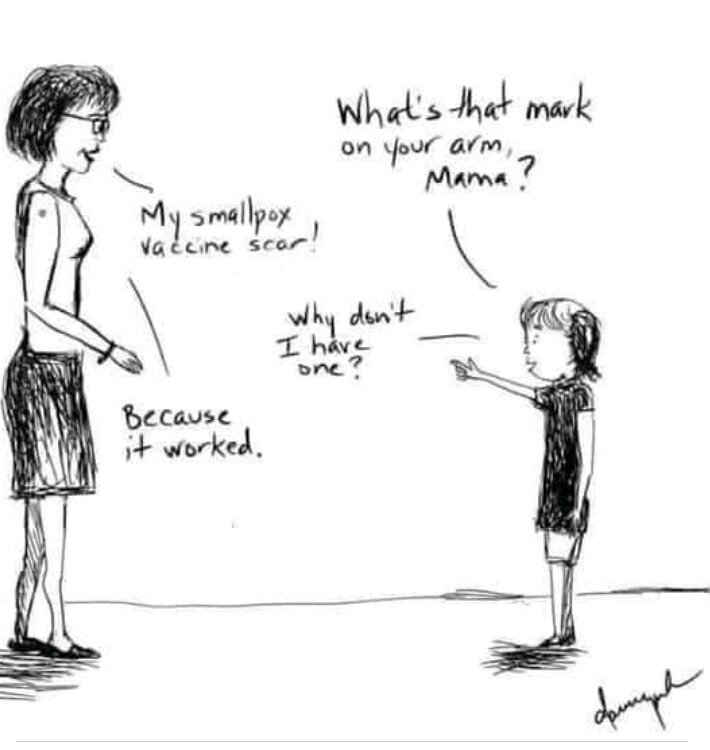 What's that mark
on your arm,
Mama?
My smallpox
vaccine scar!
Why don't
I have
one?
Because
it worked.